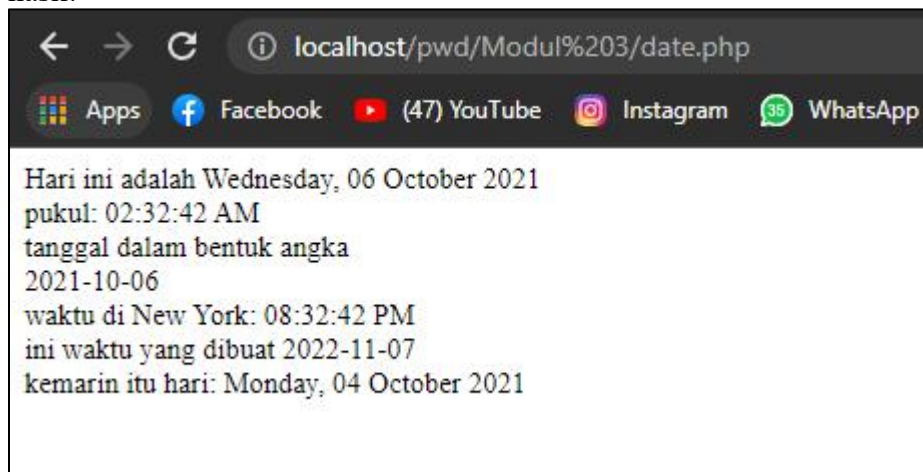 localhost/pwd/Modul%203/date.php
Apps Facebook (47) YouTube Instagram 35 WhatsApp
Hari ini adalah Wednesday, 06 October 2021
pukul: 02:32:42 AM
tanggal dalam bentuk angka
2021-10-06
waktu di New York: 08:32:42 PM
ini waktu yang dibuat 2022-11-07
kemarin itu hari: Monday, 04 October 2021